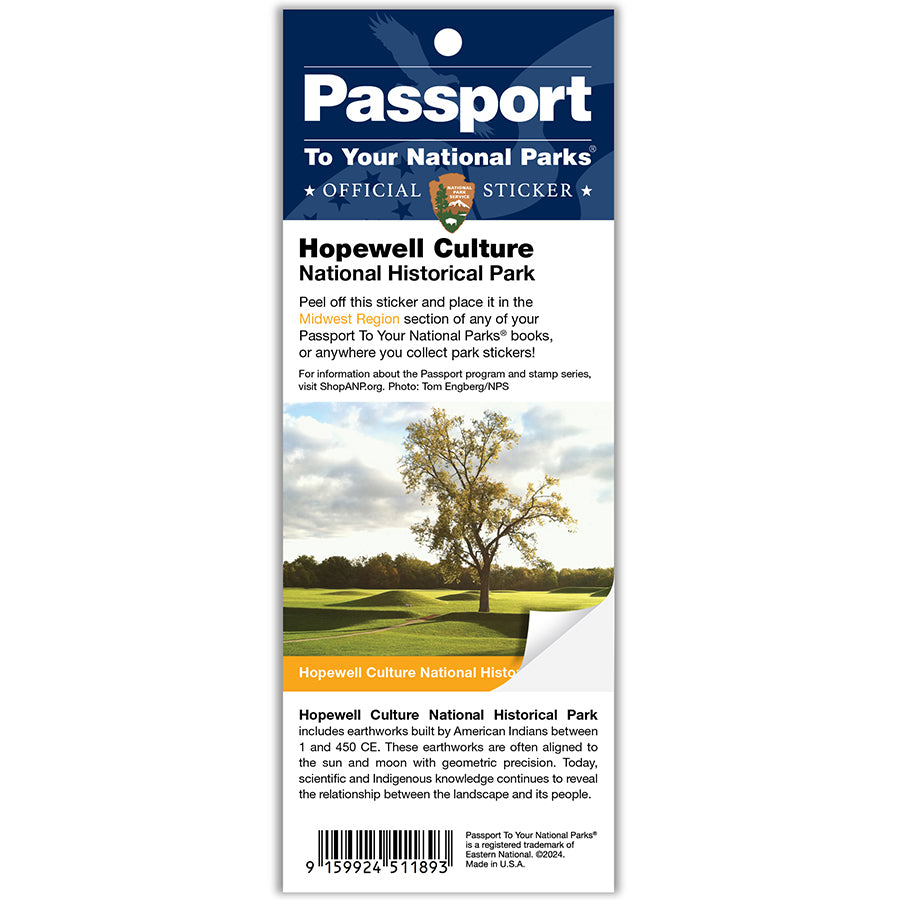 Passport
To Your National Parks®
★ OFFICIAL STICKER ★
NATIONAL
PARK
SERVICE
Hopewell Culture
National Historical Park
Peel off this sticker and place it in the
Midwest Region section of any of your
Passport To Your National Parks® books,
or anywhere you collect park stickers!
For information about the Passport program and stamp series,
visit ShopANP.org. Photo: Tom Engberg/NPS
Hopewell Culture National Histo
Hopewell Culture National Historical Park
includes earthworks built by American Indians between
1 and 450 CE. These earthworks are often aligned to
the sun and moon with geometric precision. Today,
scientific and Indigenous knowledge continues to reveal
the relationship between the landscape and its people.
9 159924 511893
Passport To Your National Parks®
is a registered trademark of
Eastern National. ©2024.
Made in U.S.A.